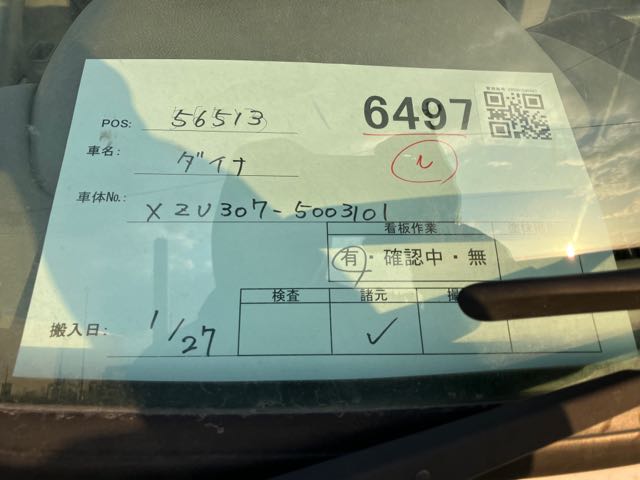 POS: 56513 6497
車名: ダイナ
車体No.: XZU307-5003101
看板作業
有・確認中・無
検査 諸元
搬入日: 1/27 ✓